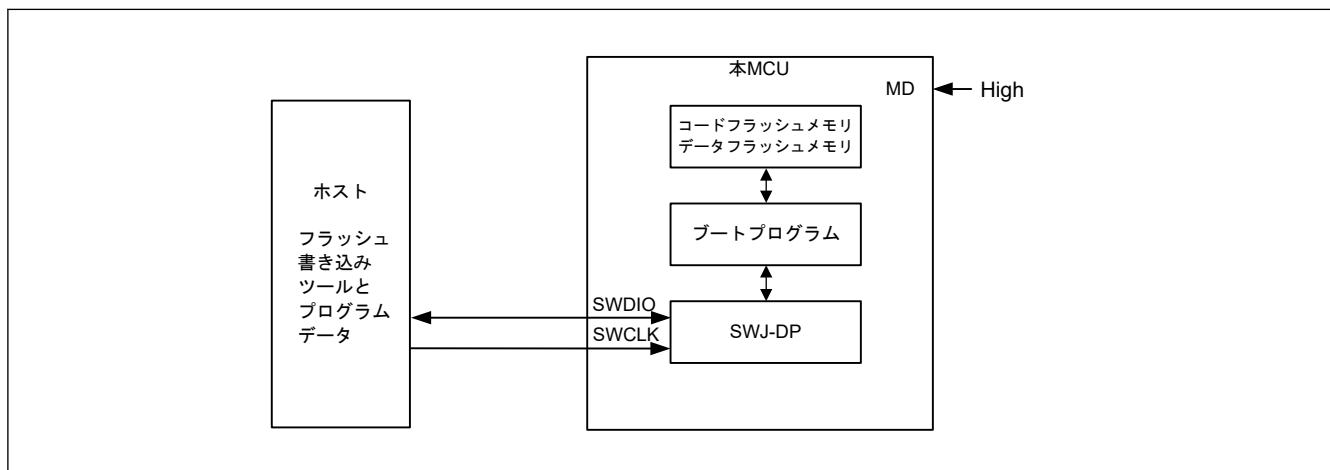 本MCU
MD
High
コードフラッシュメモリ
データフラッシュメモリ
ホスト
フラッシュ
書き込み
ツールと
プログラム
データ
ブートプログラム
SWDIO
SWCLK
SWJ-DP